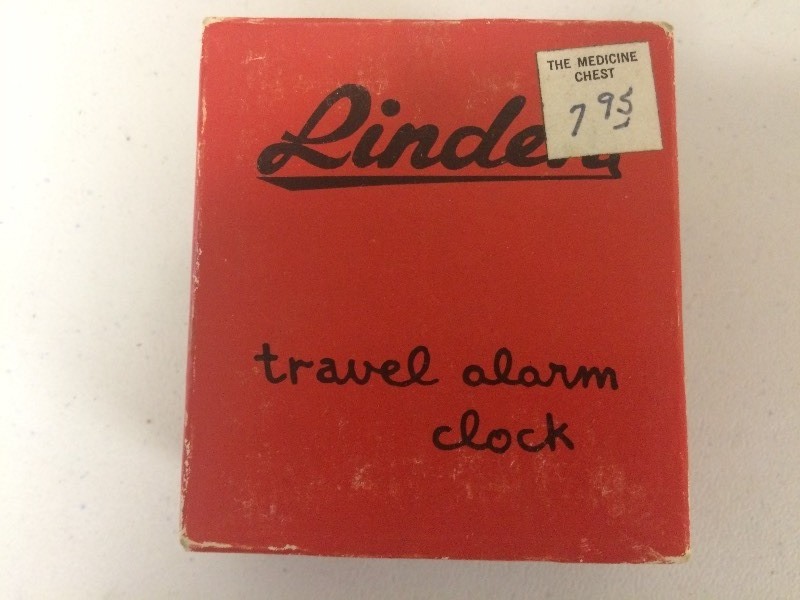 THE MEDICINE
CHEST
7 95
Linden
travel alarm
clock